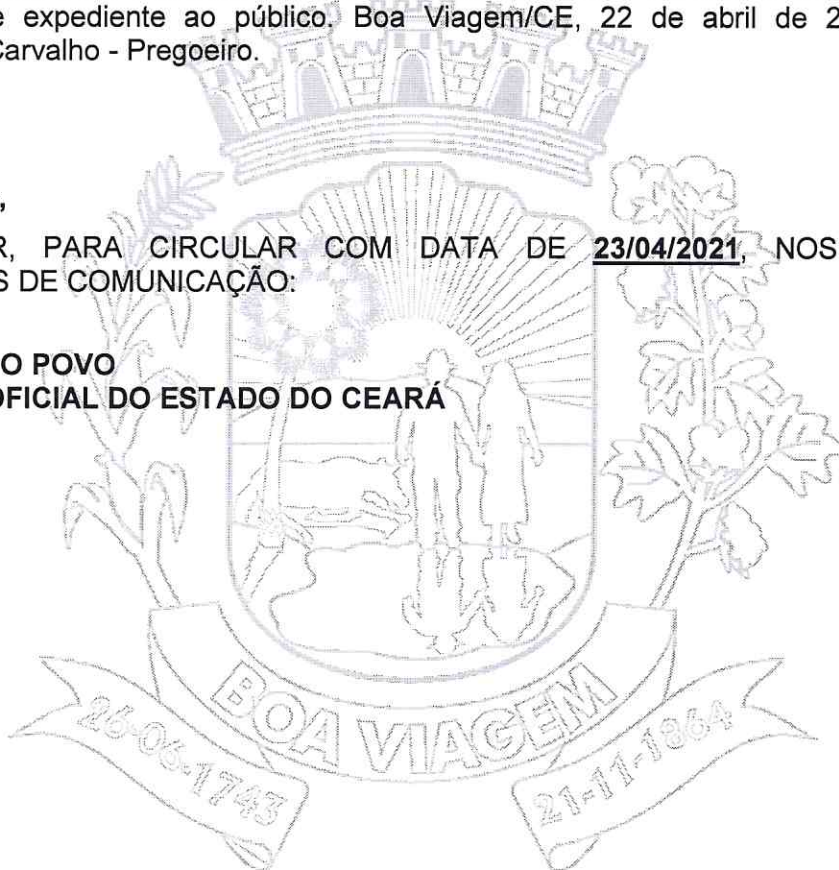 e expediente ao público. Boa Viagem/CE, 22 de abril de 2
Carvalho - Pregoeiro.
R, PARA CIRCULAR COM DATA DE 23/04/2021, NOS
S DE COMUNICAÇÃO:
O POVO
OFICIAL DO ESTADO DO CEARÁ
BOA VIAGEM
26-06-1743
21-11-1864